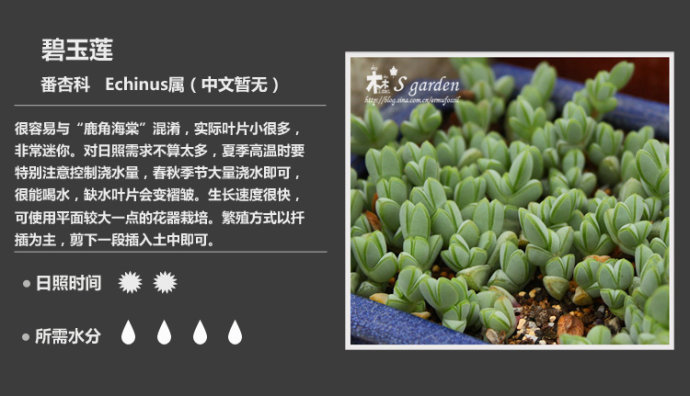 碧玉莲
番杏科 Echinus属（中文暂无）
很容易与“鹿角海棠”混淆，实际叶片小很多，
非常迷你。对日照需求不算太多，夏季高温时要
特别注意控制浇水量，春秋季节大量浇水即可，
很能喝水，缺水叶片会变褶皱。生长速度很快，
可使用平面较大一点的花器栽培。繁殖方式以扦
插为主，剪下一段插入土中即可。
日照时间
所需水分
'S garden